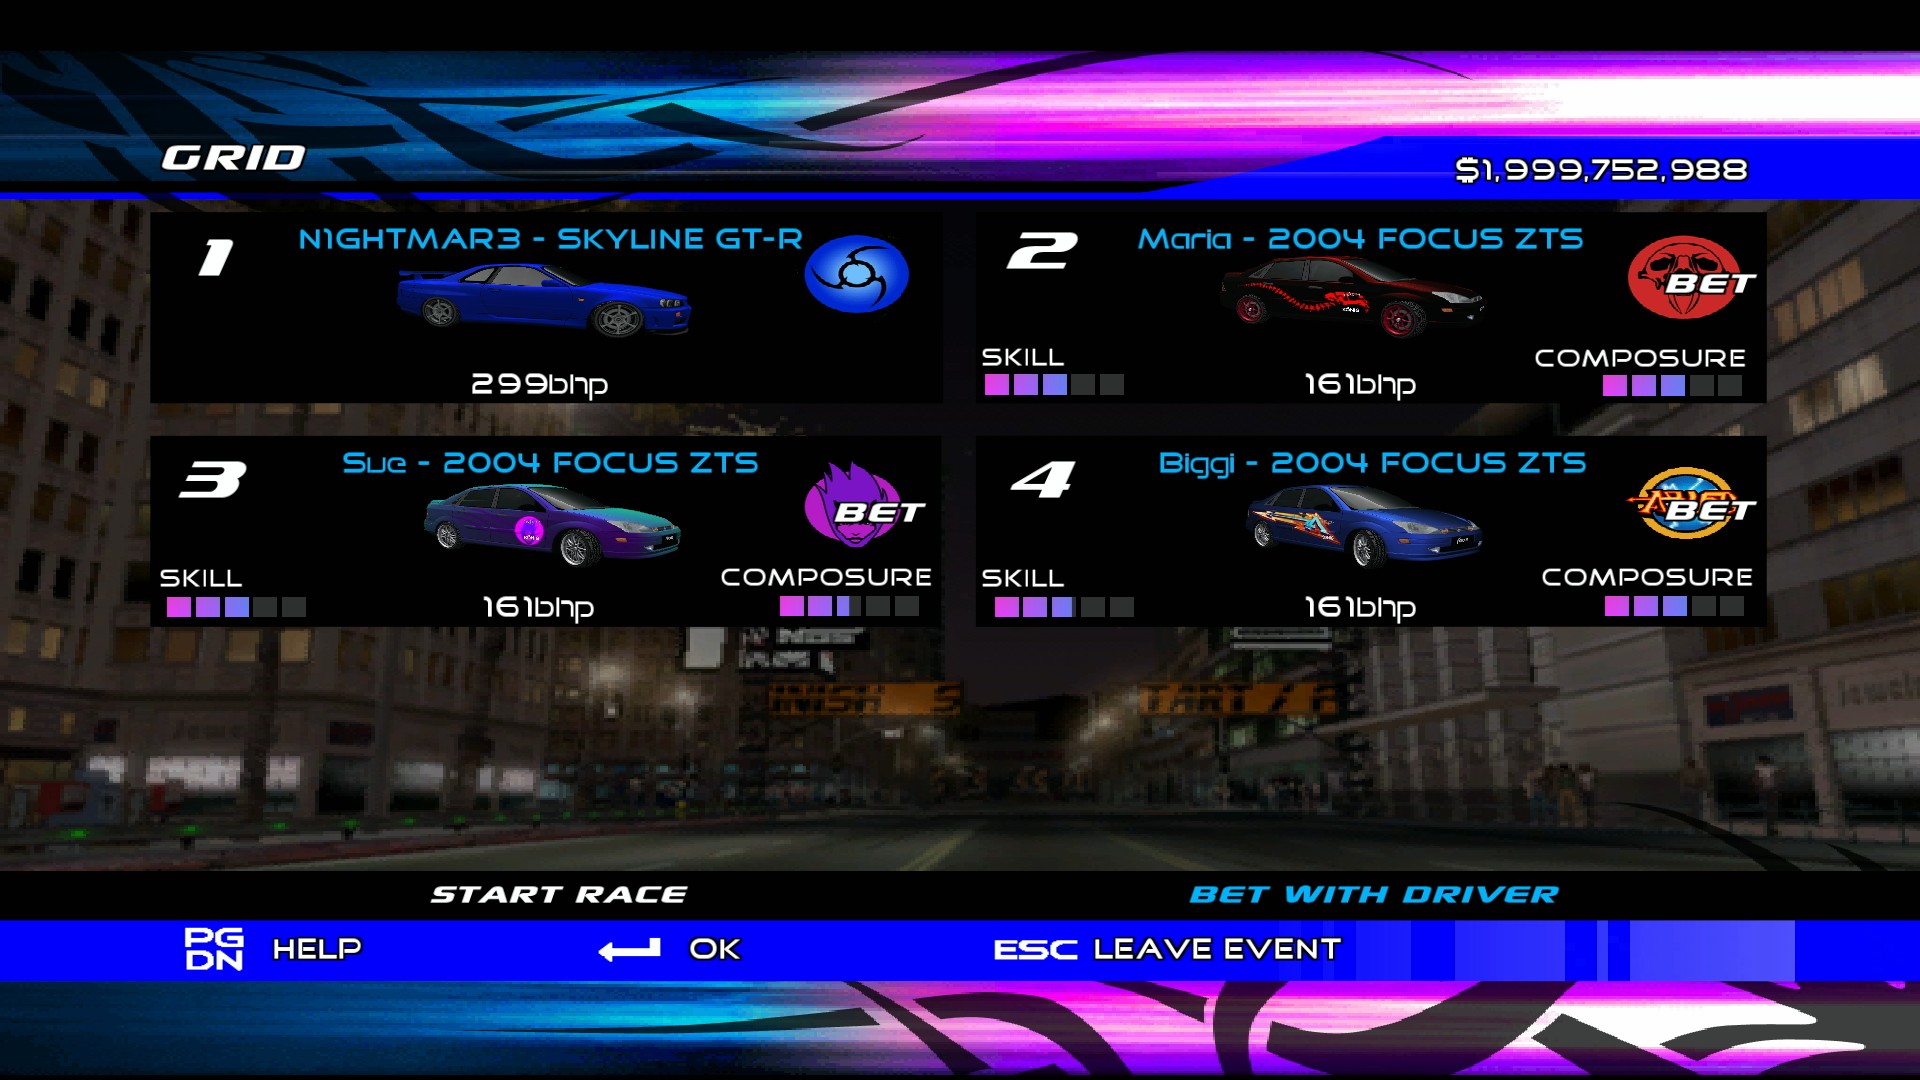 GRID
$1,999,752,988
1
N1GHTMAR3 - SKYLINE GT-R
299bhp
2
Maria - 2004 FOCUS ZTS
BET
SKILL
COMPOSURE
161bhp
3
Sue - 2004 FOCUS ZTS
BET
SKILL
COMPOSURE
161bhp
4
Biggi - 2004 FOCUS ZTS
BET
SKILL
COMPOSURE
161bhp
START RACE
BET WITH DRIVER
PG DN HELP
OK
ESC LEAVE EVENT